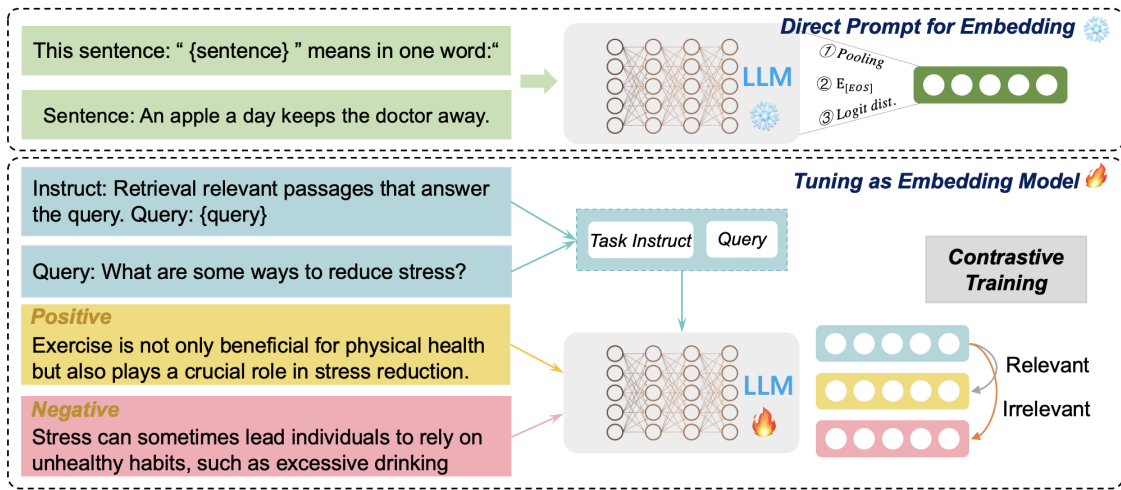 Direct Prompt for Embedding
This sentence: “ {sentence} ” means in one word:“
Sentence: An apple a day keeps the doctor away.
LLM
① Pooling
② E[EOS]
③ Logit dist.
Tuning as Embedding Model
Instruct: Retrieval relevant passages that answer
the query. Query: {query}
Query: What are some ways to reduce stress?
Task Instruct
Query
Contrastive
Training
Positive
Exercise is not only beneficial for physical health
but also plays a crucial role in stress reduction.
Negative
Stress can sometimes lead individuals to rely on
unhealthy habits, such as excessive drinking
LLM
Relevant
Irrelevant